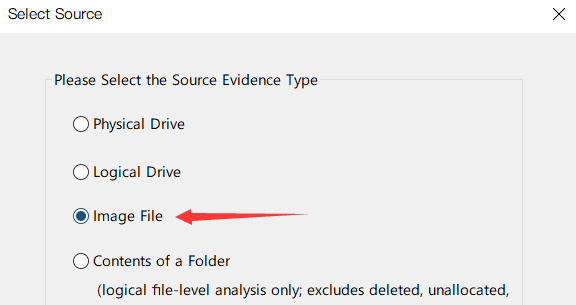 Select Source
Please Select the Source Evidence Type
Physical Drive
Logical Drive
Image File
Contents of a Folder
(logical file-level analysis only; excludes deleted, unallocated,